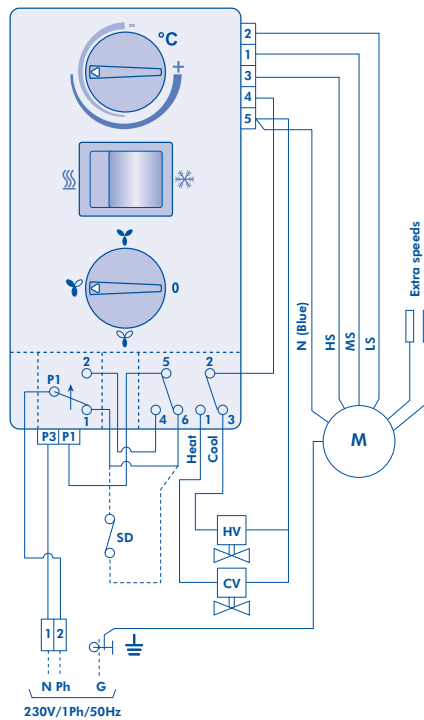 °C
-
+
0
2
1
3
4
5
2
5
2
P1
1
4
6
1
3
P3
P1
Heat
Cool
N (Blue)
HS
MS
LS
Extra speeds
M
SD
HV
CV
1
2
N Ph
G
230V/1Ph/50Hz